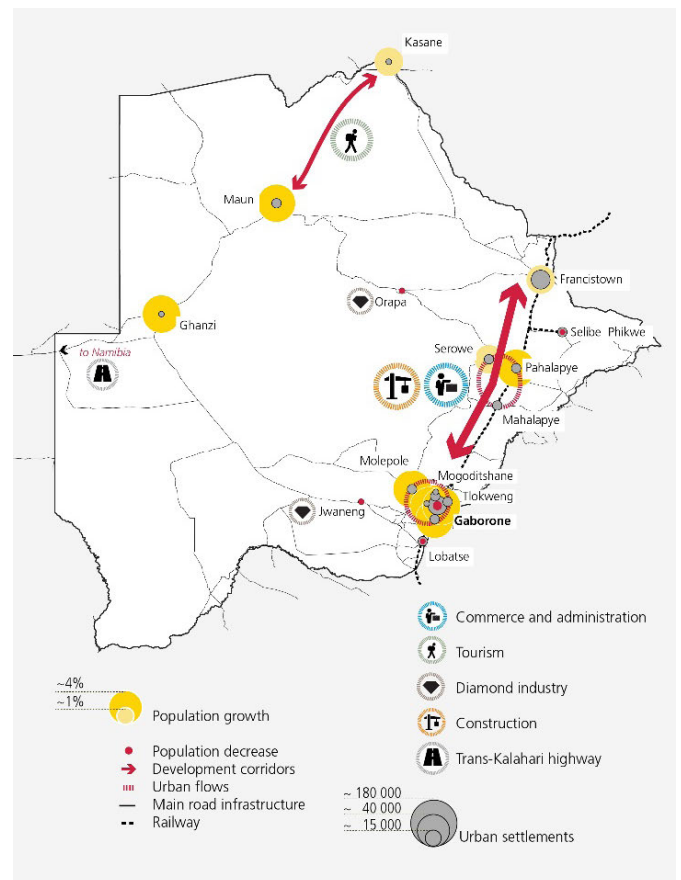 Kasane
Maun
Francistown
Orapa
Ghanzi
Selibe Phikwe
to Namibia
Serowe
Pahalapye
Mahalapye
Molepole
Mogoditshane
Tlokweng
Jwaneng
Gaborone
Lobatse
Commerce and administration
Tourism
Diamond industry
Construction
Trans-Kalahari highway
~4%
~1%
Population growth
Population decrease
Development corridors
Urban flows
Main road infrastructure
Railway
~ 180 000
~ 40 000
~ 15 000
Urban settlements